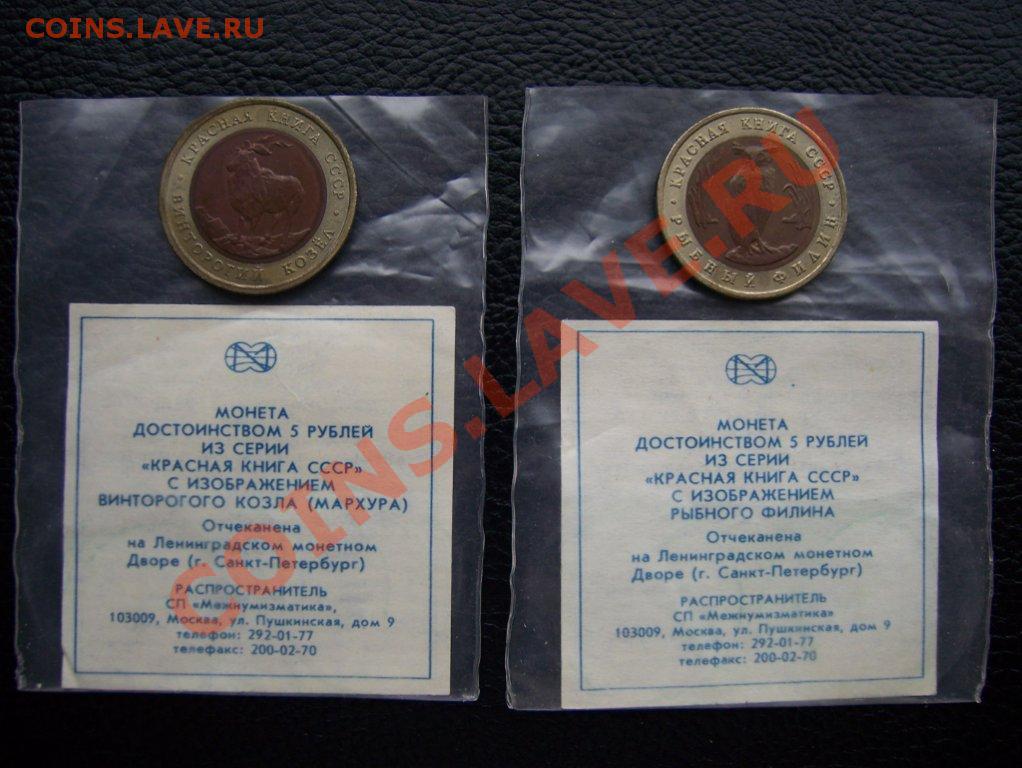 COINS.LAVE.RU
КРАСНАЯ КНИГА СССР
ВИНТОРОГИЙ КОЗЁЛ
МОНЕТА
ДОСТОИНСТВОМ 5 РУБЛЕЙ
ИЗ СЕРИИ
«КРАСНАЯ КНИГА СССР»
С ИЗОБРАЖЕНИЕМ
ВИНТОРОГОГО КОЗЛА (МАРХУРА)
Отчеканена
на Ленинградском монетном
Дворе (г. Санкт-Петербург)
РАСПРОСТРАНИТЕЛЬ
СП «Межнумизматика»,
103009, Москва, ул. Пушкинская, дом 9
телефон: 292-01-77
телефакс: 200-02-70
КРАСНАЯ КНИГА СССР
РЫБНЫЙ ФИЛИН
МОНЕТА
ДОСТОИНСТВОМ 5 РУБЛЕЙ
ИЗ СЕРИИ
«КРАСНАЯ КНИГА СССР»
С ИЗОБРАЖЕНИЕМ
РЫБНОГО ФИЛИНА
Отчеканена
на Ленинградском монетном
Дворе (г. Санкт-Петербург)
РАСПРОСТРАНИТЕЛЬ
СП «Межнумизматика»
103009, Москва, ул. Пушкинская, дом 9
телефон: 292-01-77
телефакс: 200-02-70
COINS.LAVE.RU